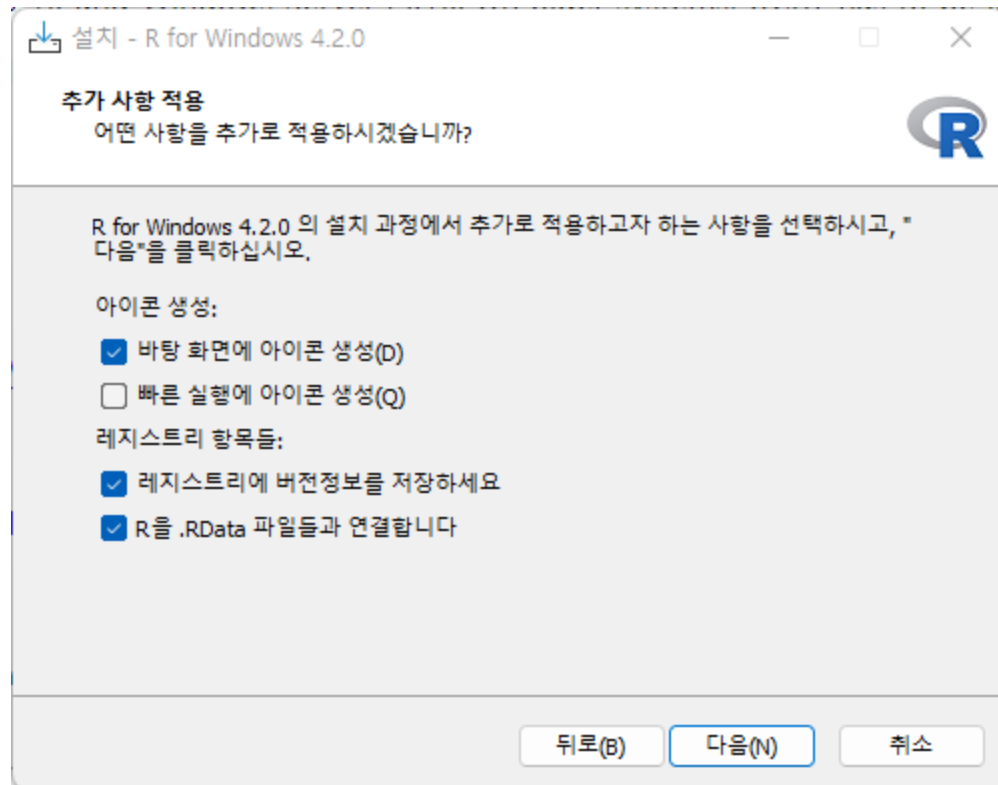 설치 - R for Windows 4.2.0
추가 사항 적용
어떤 사항을 추가로 적용하시겠습니까?
R
R for Windows 4.2.0 의 설치 과정에서 추가로 적용하고자 하는 사항을 선택하시고, "
다음"을 클릭하십시오.
아이콘 생성:
바탕 화면에 아이콘 생성(D)
빠른 실행에 아이콘 생성(Q)
레지스트리 항목들:
레지스트리에 버전정보를 저장하세요
R을 .RData 파일들과 연결합니다
뒤로(B) 다음(N) 취소